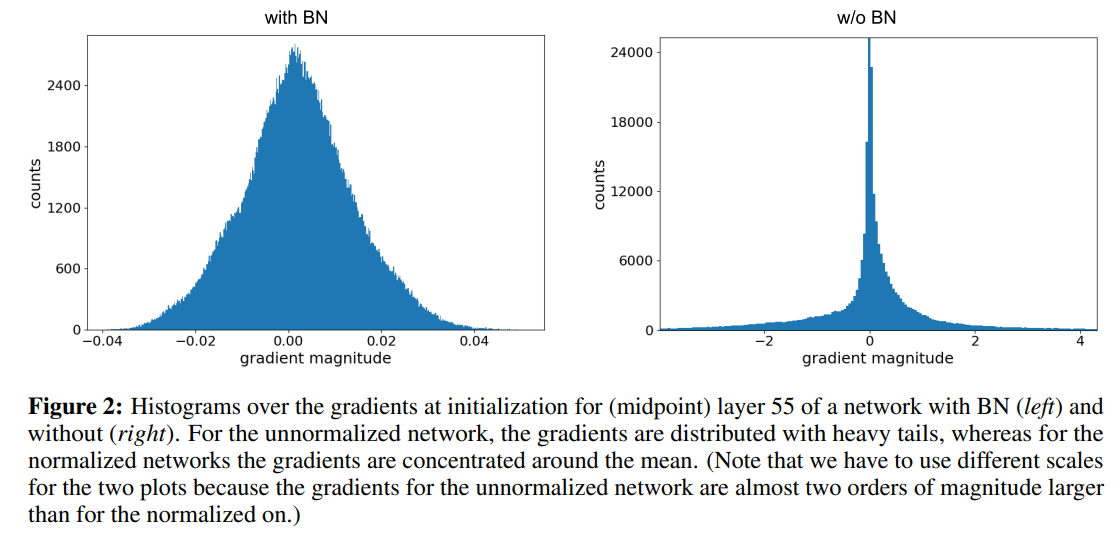 with BN
w/o BN
2400
1800
1200
600
0
counts
−0.04
−0.02
0.00
0.02
0.04
gradient magnitude
24000
18000
12000
6000
0
counts
−2
0
2
4
gradient magnitude
Figure 2: Histograms over the gradients at initialization for (midpoint) layer 55 of a network with BN (left) and
without (right). For the unnormalized network, the gradients are distributed with heavy tails, whereas for the
normalized networks the gradients are concentrated around the mean. (Note that we have to use different scales
for the two plots because the gradients for the unnormalized network are almost two orders of magnitude larger
than for the normalized on.)